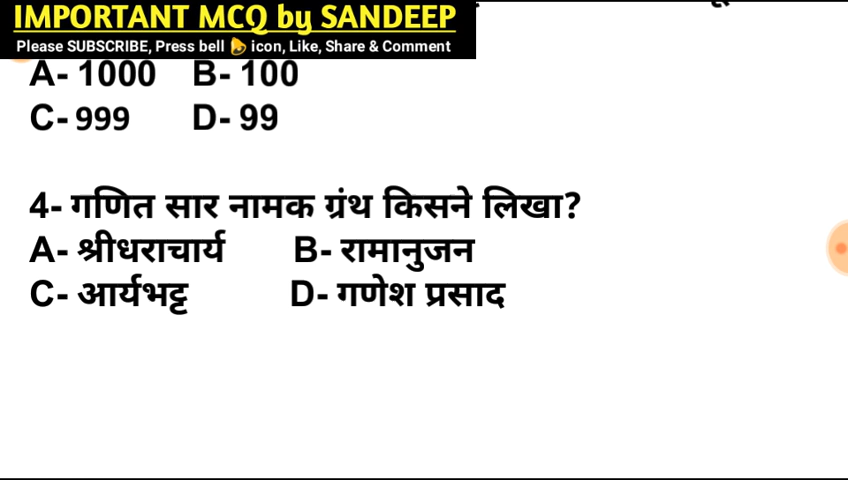 IMPORTANT MCQ by SANDEEP
Please SUBSCRIBE, Press bell icon, Like, Share & Comment
A- 1000 B- 100
C- 999 D- 99
4- गणित सार नामक ग्रंथ किसने लिखा?
A- श्रीधराचार्य B- रामानुजन
C- आर्यभट्ट D- गणेश प्रसाद